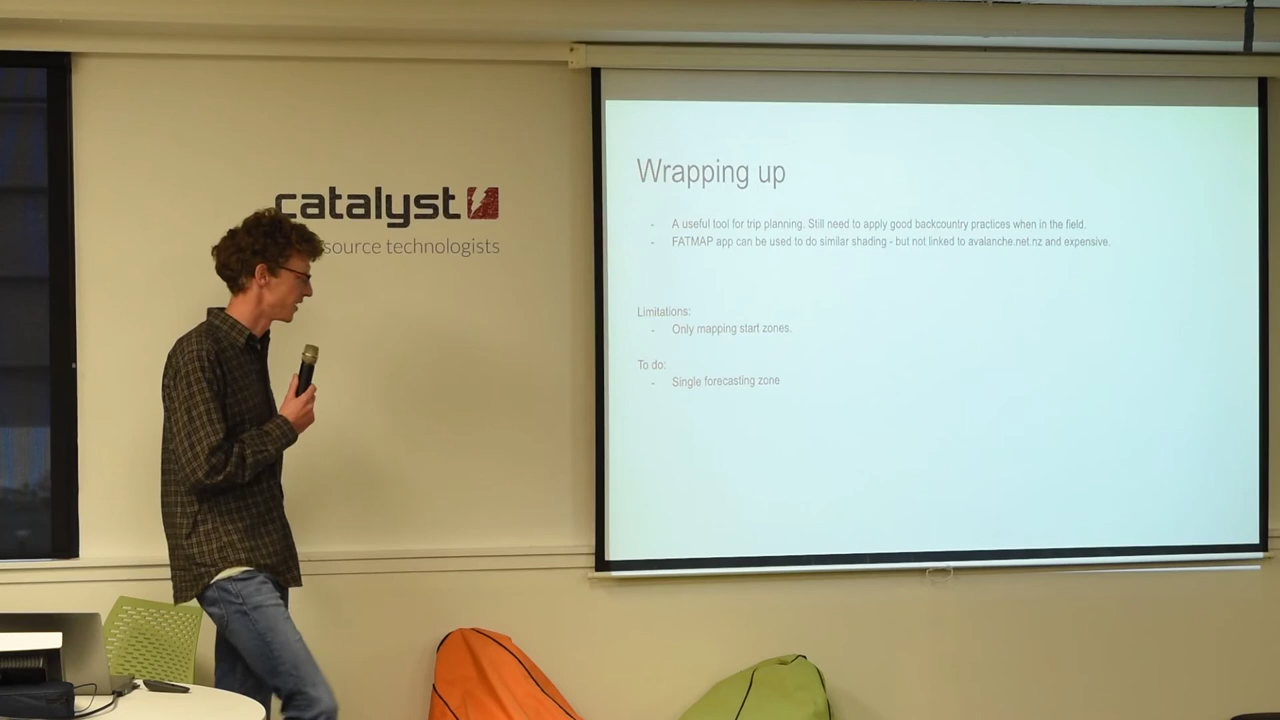 catalyst
source technologists
Wrapping up
- A useful tool for trip planning. Still need to apply good backcountry practices when in the field.
- FATMAP app can be used to do similar shading - but not linked to avalanche.net.nz and expensive.
Limitations:
- Only mapping start zones.
To do:
- Single forecasting zone